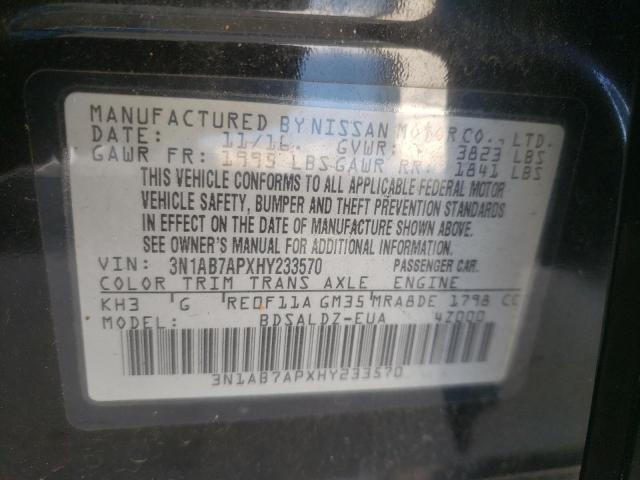 MANUFACTURED BY NISSAN MOTOR CO., LTD.
DATE: 11/16 GVWR: 3823 LBS
GAWR FR: 1995 LBS GAWR RR: 1841 LBS
THIS VEHICLE CONFORMS TO ALL APPLICABLE FEDERAL MOTOR
VEHICLE SAFETY, BUMPER AND THEFT PREVENTION STANDARDS
IN EFFECT ON THE DATE OF MANUFACTURE SHOWN ABOVE.
SEE OWNER'S MANUAL FOR ADDITIONAL INFORMATION.
VIN: 3N1AB7APXHY233570 PASSENGER CAR.
COLOR TRIM TRANS AXLE ENGINE
KH3 G RE0F11A GM35 MRA8DE 1798 CC
MODEL: BDSALDZ-EUA 4Z000
3N1AB7APXHY233570